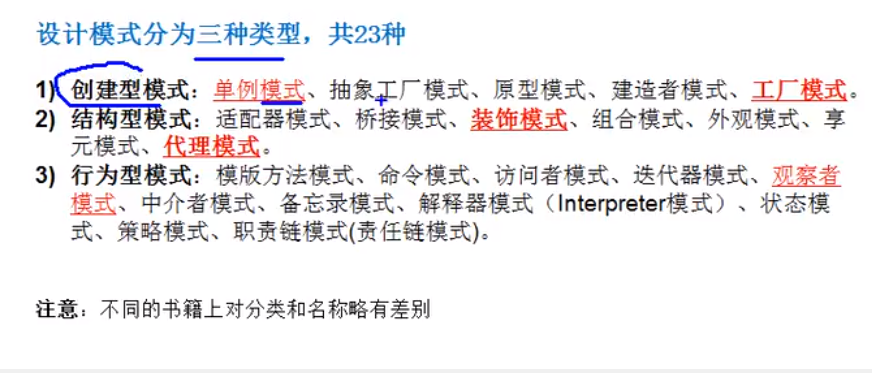 设计模式分为三种类型，共23种
1) 创建型模式：单例模式、抽象工厂模式、原型模式、建造者模式、工厂模式。
2) 结构型模式：适配器模式、桥接模式、装饰模式、组合模式、外观模式、享
元模式、代理模式。
3) 行为型模式：模版方法模式、命令模式、访问者模式、迭代器模式、观察者
模式、中介者模式、备忘录模式、解释器模式（Interpreter模式）、状态模
式、策略模式、职责链模式(责任链模式)。
注意：不同的书籍上对分类和名称略有差别